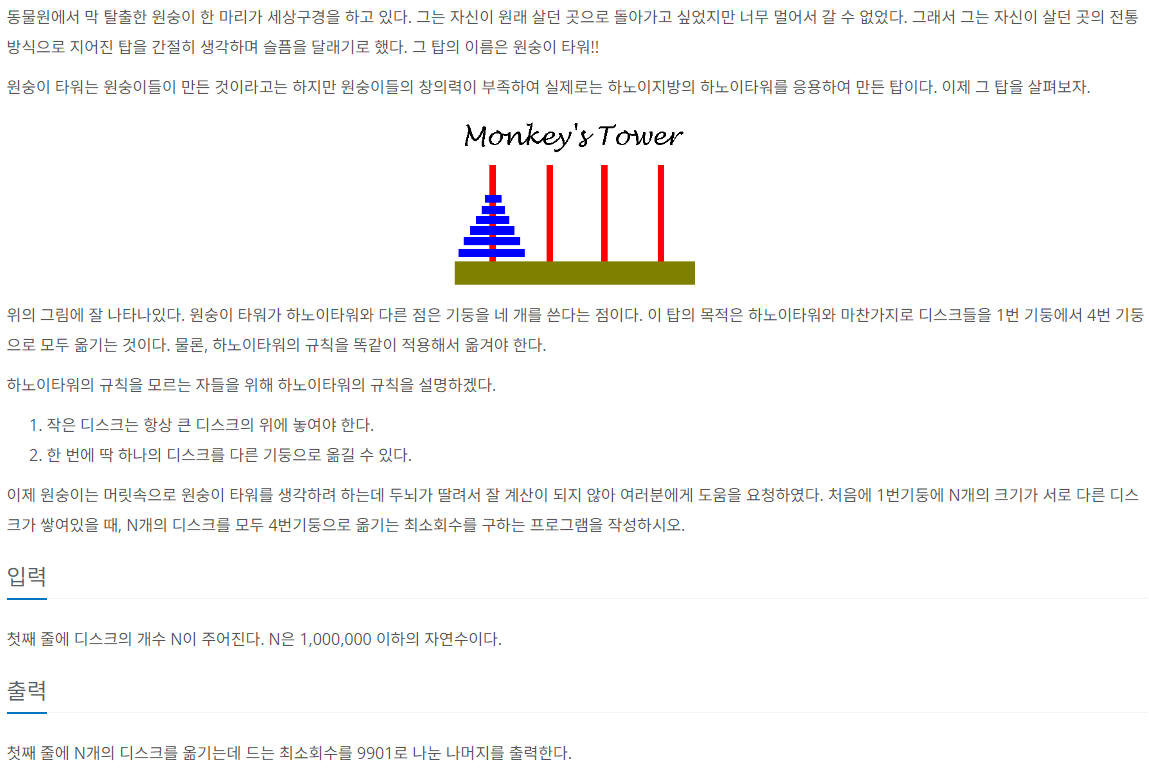 동물원에서 막 탈출한 원숭이 한 마리가 세상구경을 하고 있다. 그는 자신이 원래 살던 곳으로 돌아가고 싶었지만 너무 멀어서 갈 수 없었다. 그래서 그는 자신이 살던 곳의 전통
방식으로 지어진 탑을 간절히 생각하며 슬픔을 달래기로 했다. 그 탑의 이름은 원숭이 타워!!
원숭이 타워는 원숭이들이 만든 것이라고는 하지만 원숭이들의 창의력이 부족하여 실제로는 하노이지방의 하노이타워를 응용하여 만든 탑이다. 이제 그 탑을 살펴보자.
Monkey's Tower
위의 그림에 잘 나타나있다. 원숭이 타워가 하노이타워와 다른 점은 기둥을 네 개를 쓴다는 점이다. 이 탑의 목적은 하노이타워와 마찬가지로 디스크들을 1번 기둥에서 4번 기둥
으로 모두 옮기는 것이다. 물론, 하노이타워의 규칙을 똑같이 적용해서 옮겨야 한다.
하노이타워의 규칙을 모르는 자들을 위해 하노이타워의 규칙을 설명하겠다.
1. 작은 디스크는 항상 큰 디스크의 위에 놓여야 한다.
2. 한 번에 딱 하나의 디스크를 다른 기둥으로 옮길 수 있다.
이제 원숭이는 머릿속으로 원숭이 타워를 생각하려 하는데 두뇌가 딸려서 잘 계산이 되지 않아 여러분에게 도움을 요청하였다. 처음에 1번기둥에 N개의 크기가 서로 다른 디스
크가 쌓여있을 때, N개의 디스크를 모두 4번기둥으로 옮기는 최소회수를 구하는 프로그램을 작성하시오.
입력
첫째 줄에 디스크의 개수 N이 주어진다. N은 1,000,000 이하의 자연수이다.
출력
첫째 줄에 N개의 디스크를 옮기는데 드는 최소회수를 9901로 나눈 나머지를 출력한다.